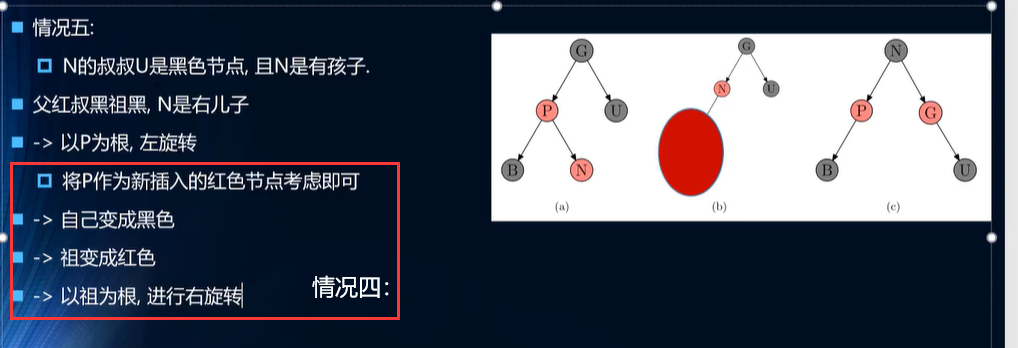 情况五:
N的叔叔U是黑色节点, 且N是有孩子.
父红叔黑祖黑, N是右儿子
-> 以P为根, 左旋转
将P作为新插入的红色节点考虑即可
-> 自己变成黑色
-> 祖变成红色
-> 以祖为根, 进行右旋转
情况四:
G
P
U
B
N
(a)
G
N
U
(b)
N
P
G
B
U
(c)